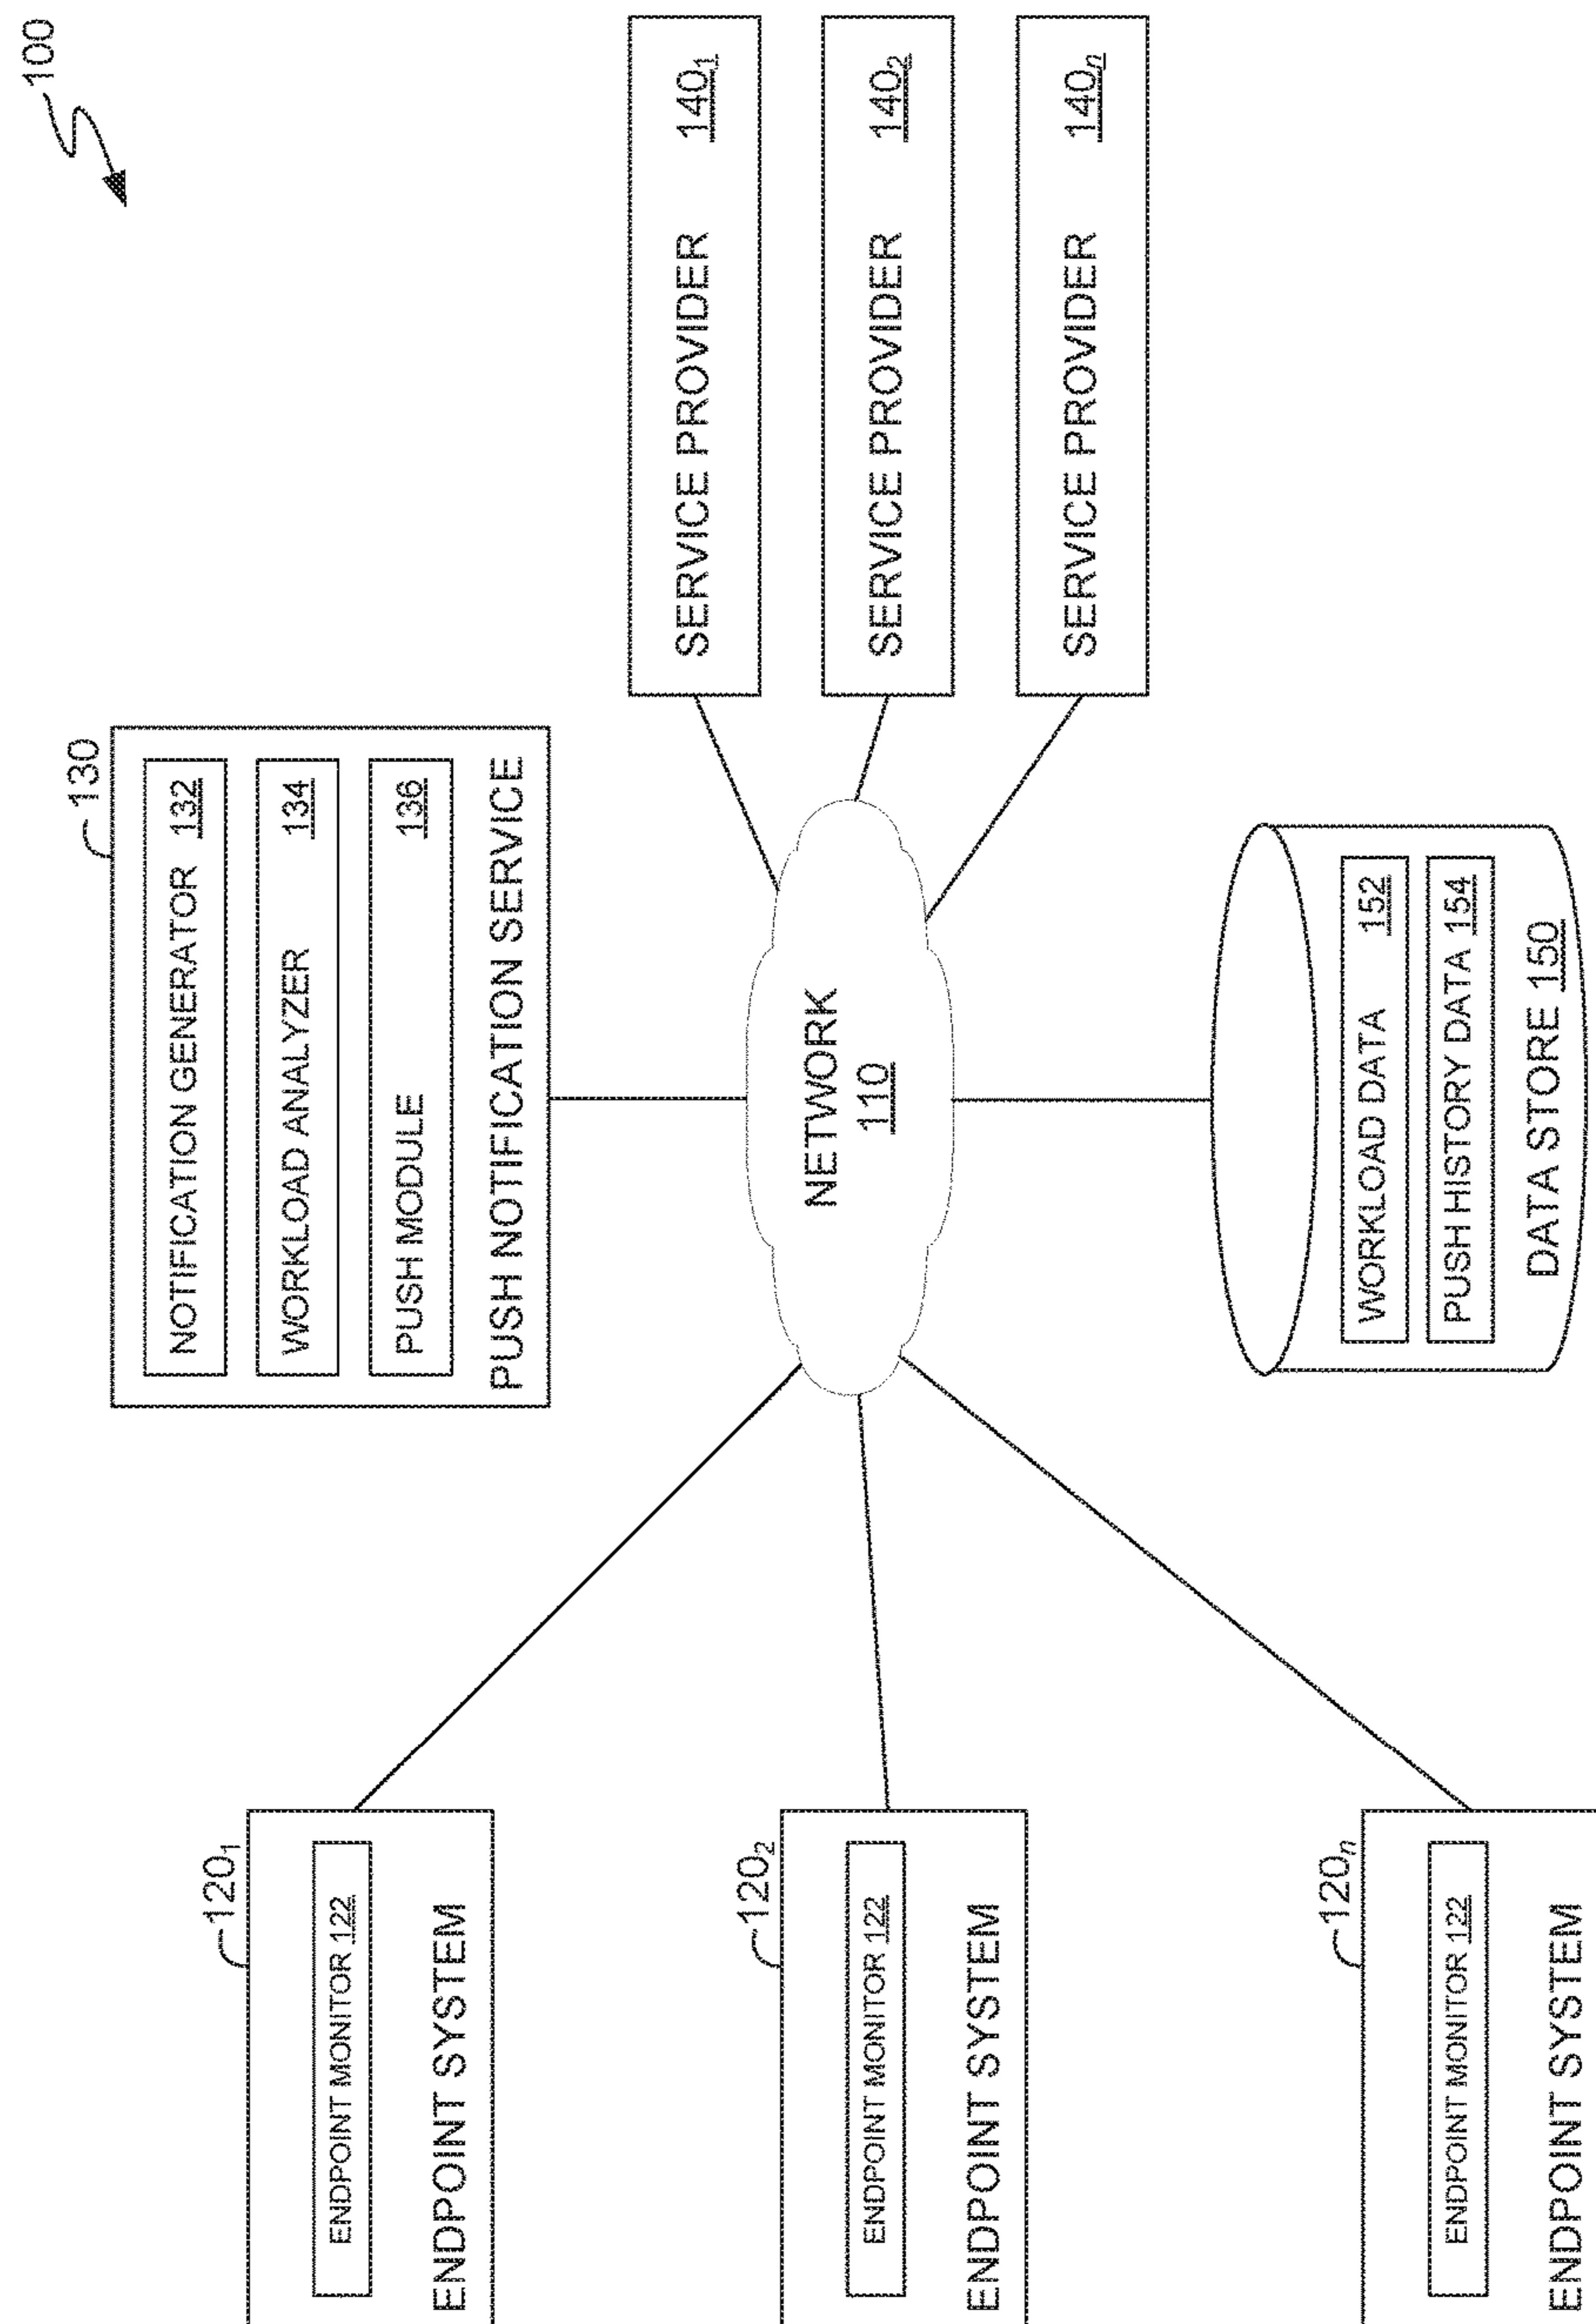 100
130
NOTIFICATION GENERATOR 132
WORKLOAD ANALYZER 134
PUSH MODULE 136
PUSH NOTIFICATION SERVICE
120₁
ENDPOINT MONITOR 122
ENDPOINT SYSTEM
SERVICE PROVIDER 140₁
120₂
ENDPOINT MONITOR 122
ENDPOINT SYSTEM
NETWORK
110
SERVICE PROVIDER 140₂
SERVICE PROVIDER 140ₙ
120ₙ
ENDPOINT MONITOR 122
ENDPOINT SYSTEM
WORKLOAD DATA 152
PUSH HISTORY DATA 154
DATA STORE 150